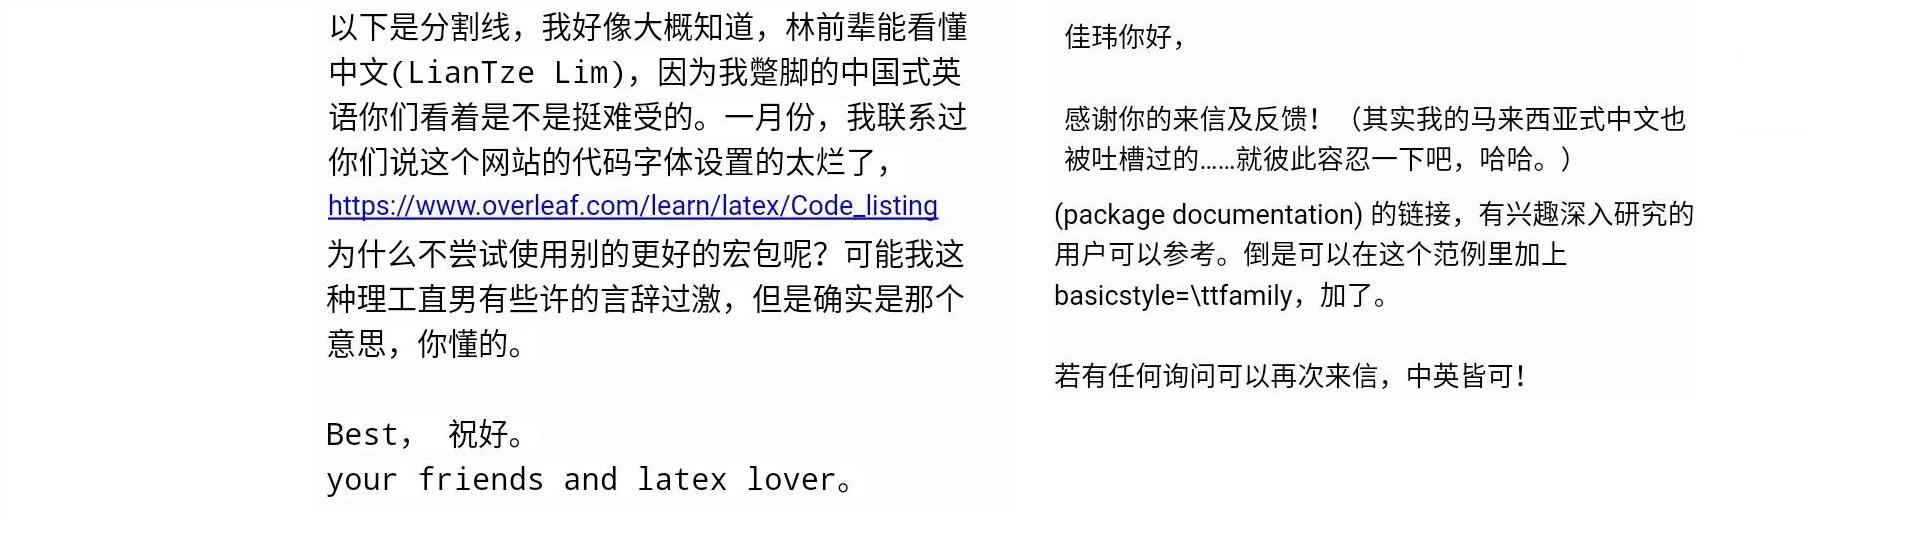 以下是分割线，我好像大概知道，林前辈能看懂
中文(LianTze Lim)，因为我蹩脚的中国式英
语你们看着是不是挺难受的。一月份，我联系过
你们说这个网站的代码字体设置的太烂了，
https://www.overleaf.com/learn/latex/Code_listing
为什么不尝试使用别的更好的宏包呢？可能我这
种理工直男有些许的言辞过激，但是确实是那个
意思，你懂的。
Best， 祝好。
your friends and latex lover。
佳玮你好，
感谢你的来信及反馈！（其实我的马来西亚式中文也
被吐槽过的……就彼此容忍一下吧，哈哈。）
(package documentation) 的链接，有兴趣深入研究的
用户可以参考。倒是可以在这个范例里加上
basicstyle=\ttfamily，加了。
若有任何询问可以再次来信，中英皆可！